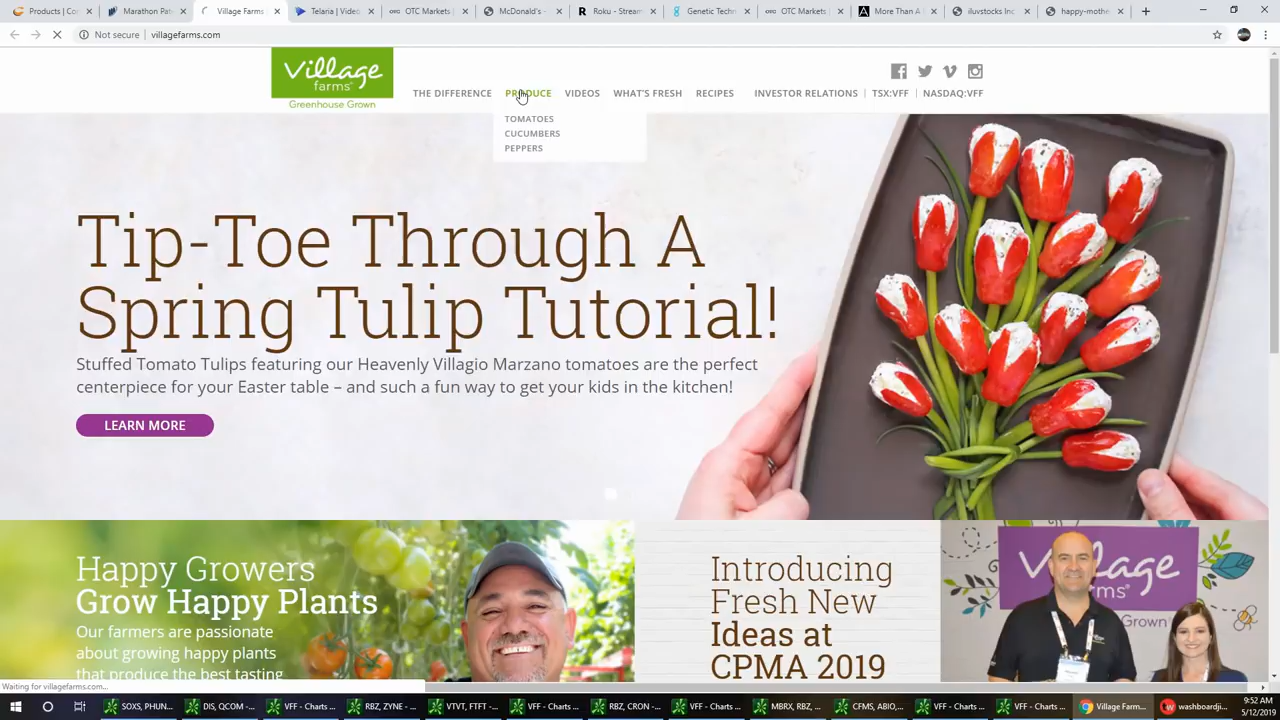 Products | Con
Marathon Pate
Village Farms
Telaria | Video
OTC Markets |
McDonald's -
Roku - Stream
Genetic Techn
OTC Markets |
More Than A
iluvstocks Inc
happy-mothe
Not secure | villagefarms.com
Village
farms®
Greenhouse Grown
THE DIFFERENCE PRODUCE VIDEOS WHAT'S FRESH RECIPES INVESTOR RELATIONS | TSX:VFF | NASDAQ:VFF
TOMATOES
CUCUMBERS
PEPPERS
Tip-Toe Through A
Spring Tulip Tutorial!
Stuffed Tomato Tulips featuring our Heavenly Villagio Marzano tomatoes are the perfect
centerpiece for your Easter table – and such a fun way to get your kids in the kitchen!
LEARN MORE
Happy Growers
Grow Happy Plants
Our farmers are passionate
about growing happy plants
that produce the best tasting
Introducing
Fresh New
Ideas at
CPMA 2019
Village
farms®
Grown
Waiting for villagefarms.com...
SOXS, PHUN...
DIS, QCOM -...
VFF - Charts ...
RBZ, ZYNE - ...
VTVT, FTFT - ...
VFF - Charts ...
RBZ, CRON - ...
VFF - Charts ...
MBRX, RBZ, ...
CFMS, ABIO, ...
VFF - Charts ...
VFF - Charts ...
Village Farm...
washboardji...
9:52 AM
5/12/2019